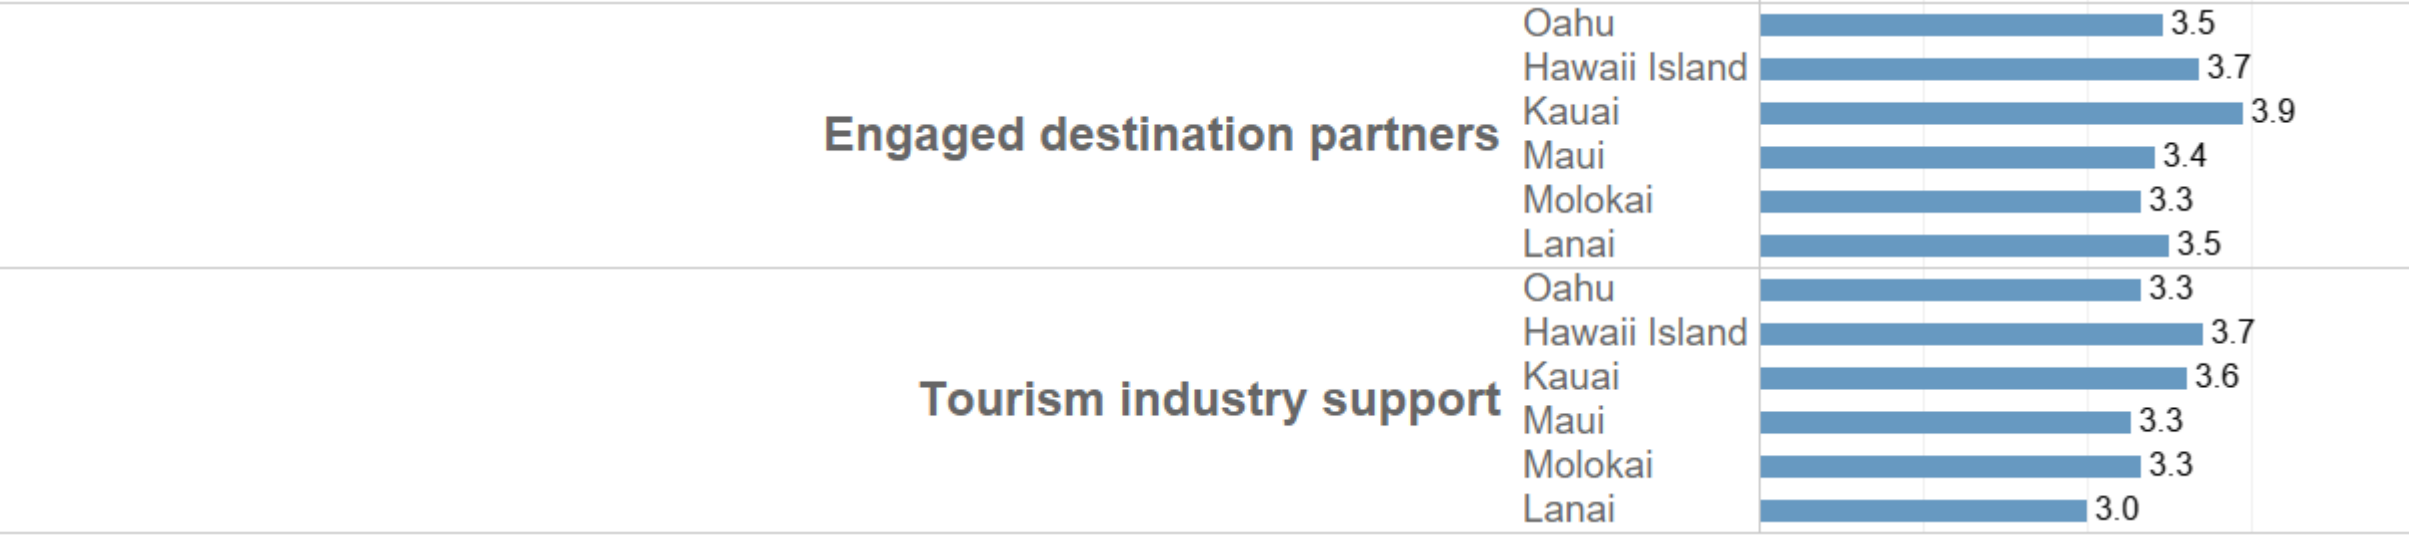 Engaged destination partners
Oahu 3.5
Hawaii Island 3.7
Kauai 3.9
Maui 3.4
Molokai 3.3
Lanai 3.5
Tourism industry support
Oahu 3.3
Hawaii Island 3.7
Kauai 3.6
Maui 3.3
Molokai 3.3
Lanai 3.0